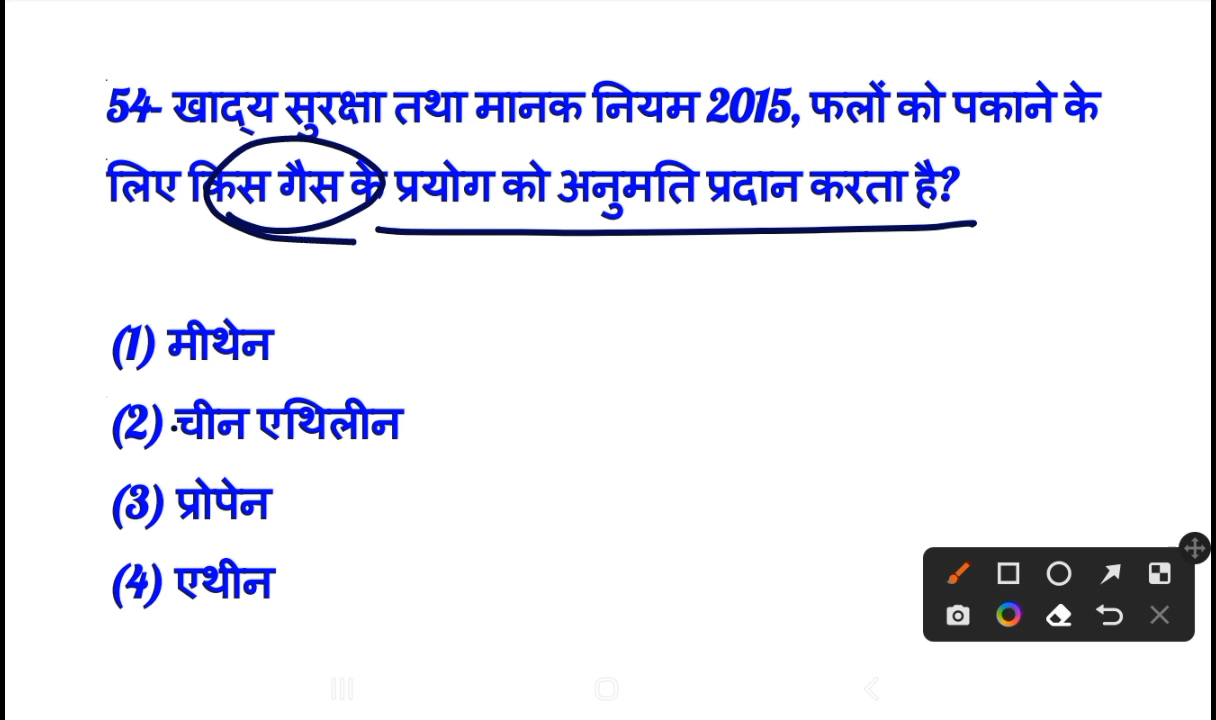 54- खाद्य सुरक्षा तथा मानक नियम 2015, फलों को पकाने के
लिए किस गैस के प्रयोग को अनुमति प्रदान करता है?
(1) मीथेन
(2) चीन एथिलीन
(3) प्रोपेन
(4) एथीन